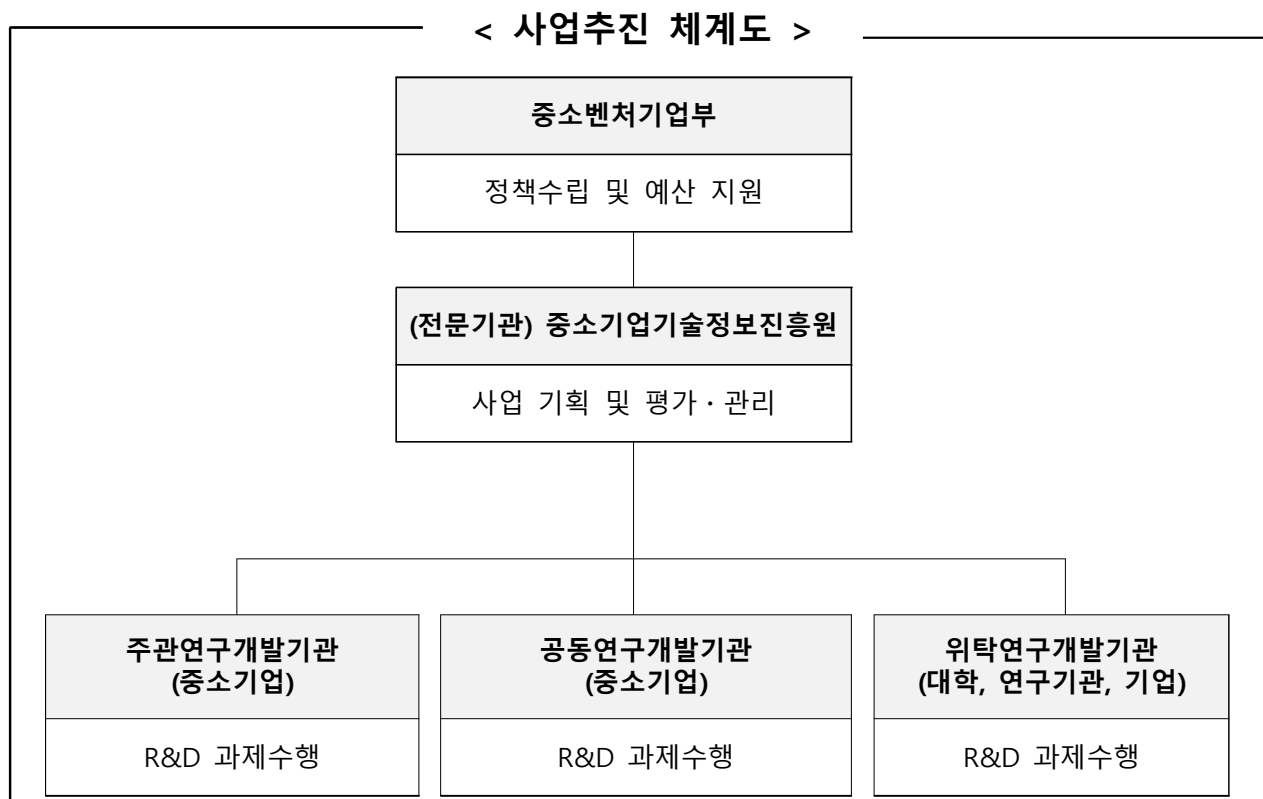 < 사업추진 체계도 >
중소벤처기업부
정책수립 및 예산 지원
(전문기관) 중소기업기술정보진흥원
사업 기획 및 평가·관리
주관연구개발기관
(중소기업)
R&D 과제수행
공동연구개발기관
(중소기업)
R&D 과제수행
위탁연구개발기관
(대학, 연구기관, 기업)
R&D 과제수행